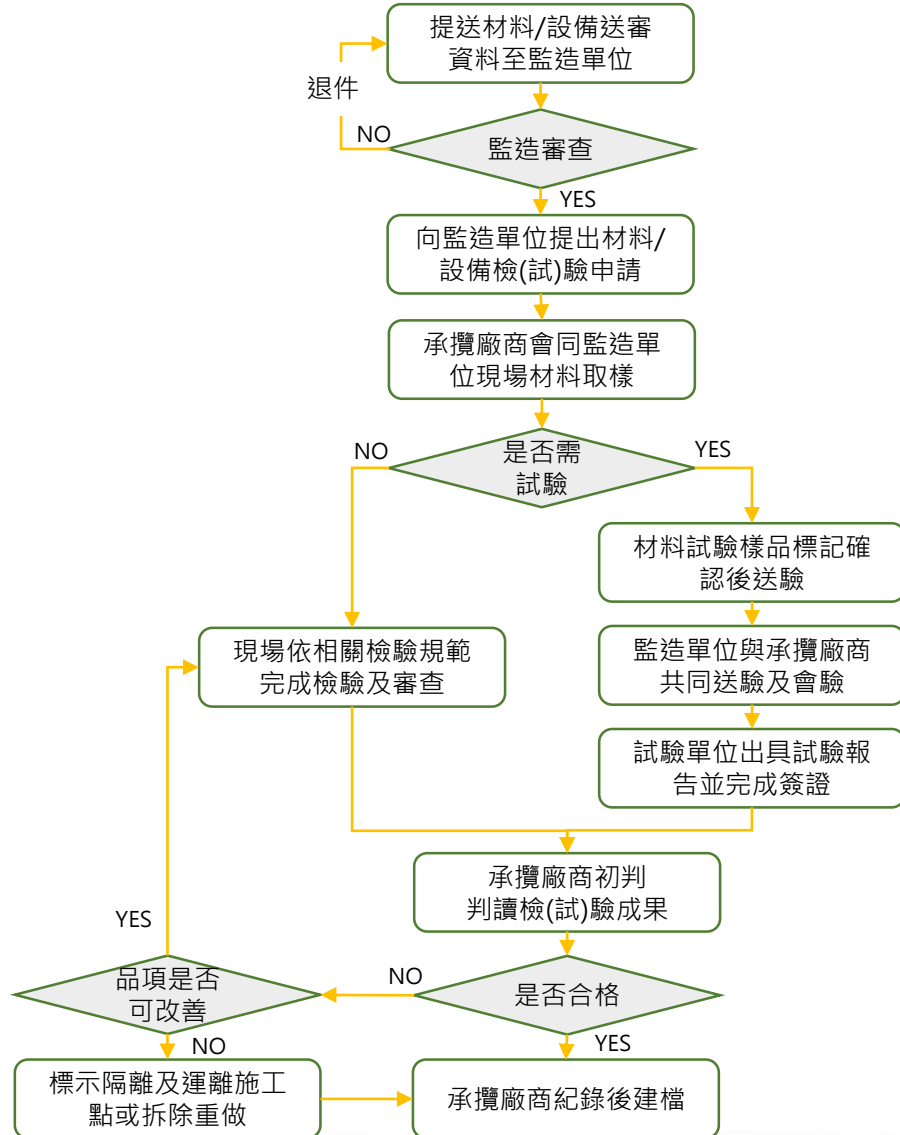 提送材料/設備送審
資料至監造單位
退件
NO
監造審查
YES
向監造單位提出材料/
設備檢(試)驗申請
承攬廠商會同監造單
位現場材料取樣
NO
是否需
試驗
YES
材料試驗樣品標記確
認後送驗
現場依相關檢驗規範
完成檢驗及審查
監造單位與承攬廠商
共同送驗及會驗
試驗單位出具試驗報
告並完成簽證
承攬廠商初判
判讀檢(試)驗成果
YES
品項是否
可改善
NO
是否合格
NO
YES
標示隔離及運離施工
點或拆除重做
承攬廠商紀錄後建檔